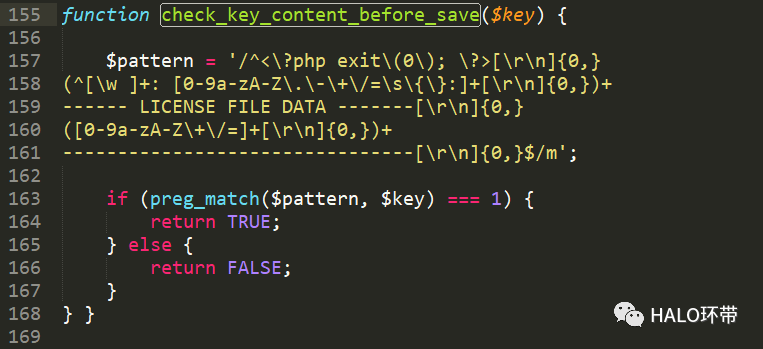 155 function check_key_content_before_save($key) {
156
157     $pattern = '/^<\?php exit\(0\); \?>[\r\n]{0,}
158 (^[\w ]+: [0-9a-zA-Z\.\-\+\/=\s\{\}:]+[\r\n]{0,})+
159 ------ LICENSE FILE DATA -------[\r\n]{0,}
160 ([0-9a-zA-Z\+\/=]+[\r\n]{0,})+
161 --------------------------------[\r\n]{0,}$/m';
162
163     if (preg_match($pattern, $key) === 1) {
164         return TRUE;
165     } else {
166         return FALSE;
167     }
168 } }
169
HALO环带